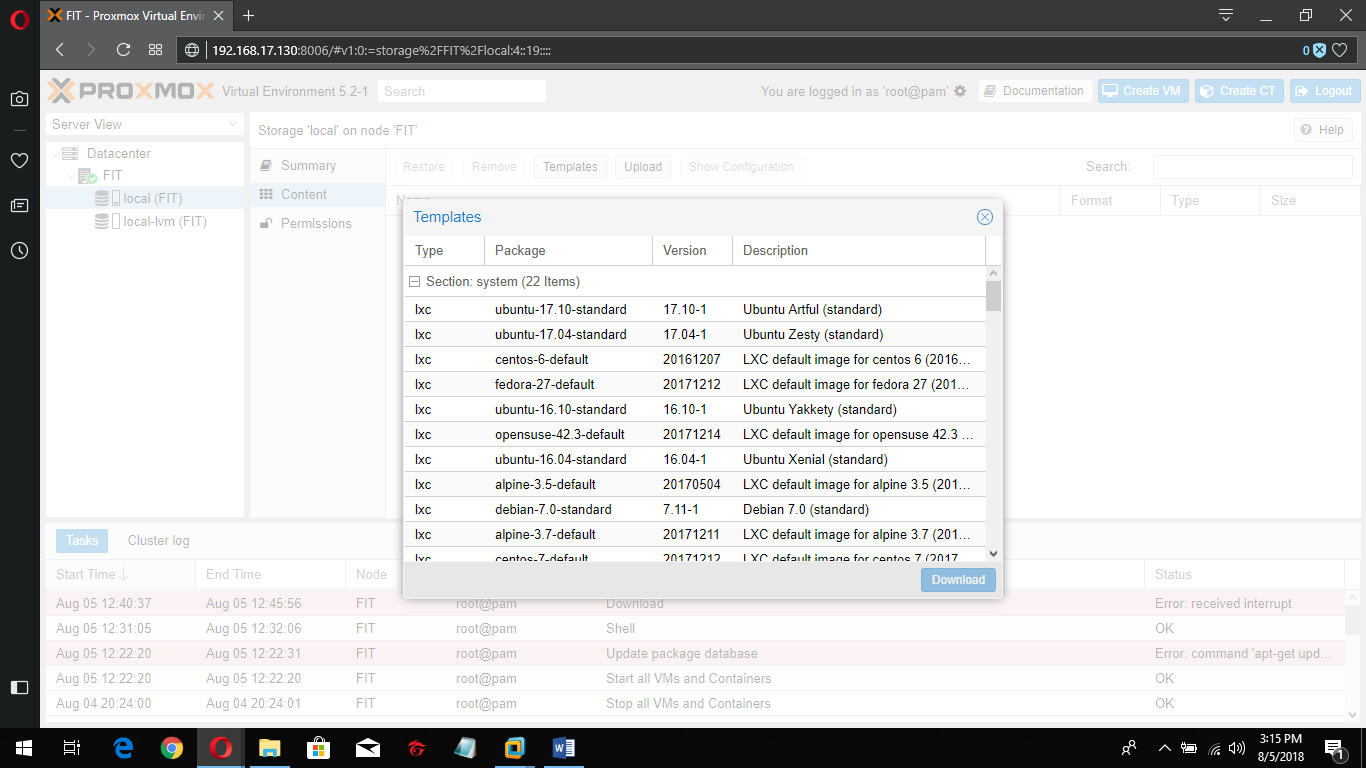 FIT - Proxmox Virtual Envir
192.168.17.130:8006/#v1:0:=storage%2FFIT%2Flocal:4::19::::
0
PROXMOX Virtual Environment 5.2-1 Search You are logged in as 'root@pam' Documentation Create VM Create CT Logout
Server View
Datacenter
FIT
local (FIT)
local-lvm (FIT)
Storage 'local' on node 'FIT' Help
Summary
Content
Permissions
Restore Remove Templates Upload Show Configuration Search:
Format Type Size
Templates
Type Package Version Description
Section: system (22 Items)
lxc ubuntu-17.10-standard 17.10-1 Ubuntu Artful (standard)
lxc ubuntu-17.04-standard 17.04-1 Ubuntu Zesty (standard)
lxc centos-6-default 20161207 LXC default image for centos 6 (2016...
lxc fedora-27-default 20171212 LXC default image for fedora 27 (201...
lxc ubuntu-16.10-standard 16.10-1 Ubuntu Yakkety (standard)
lxc opensuse-42.3-default 20171214 LXC default image for opensuse 42.3 ...
lxc ubuntu-16.04-standard 16.04-1 Ubuntu Xenial (standard)
lxc alpine-3.5-default 20170504 LXC default image for alpine 3.5 (201...
lxc debian-7.0-standard 7.11-1 Debian 7.0 (standard)
lxc alpine-3.7-default 20171211 LXC default image for alpine 3.7 (201...
lxc centos-7-default 20171212 LXC default image for centos 7 (2017
Download
Tasks Cluster log
Start Time End Time Node Status
Aug 05 12:40:37 Aug 05 12:45:56 FIT root@pam Download Error: received interrupt
Aug 05 12:31:05 Aug 05 12:32:06 FIT root@pam Shell OK
Aug 05 12:22:20 Aug 05 12:22:31 FIT root@pam Update package database Error: command 'apt-get upd...
Aug 05 12:22:20 Aug 05 12:22:20 FIT root@pam Start all VMs and Containers OK
Aug 04 20:24:00 Aug 04 20:24:01 FIT root@pam Stop all VMs and Containers OK
3:15 PM
8/5/2018
1